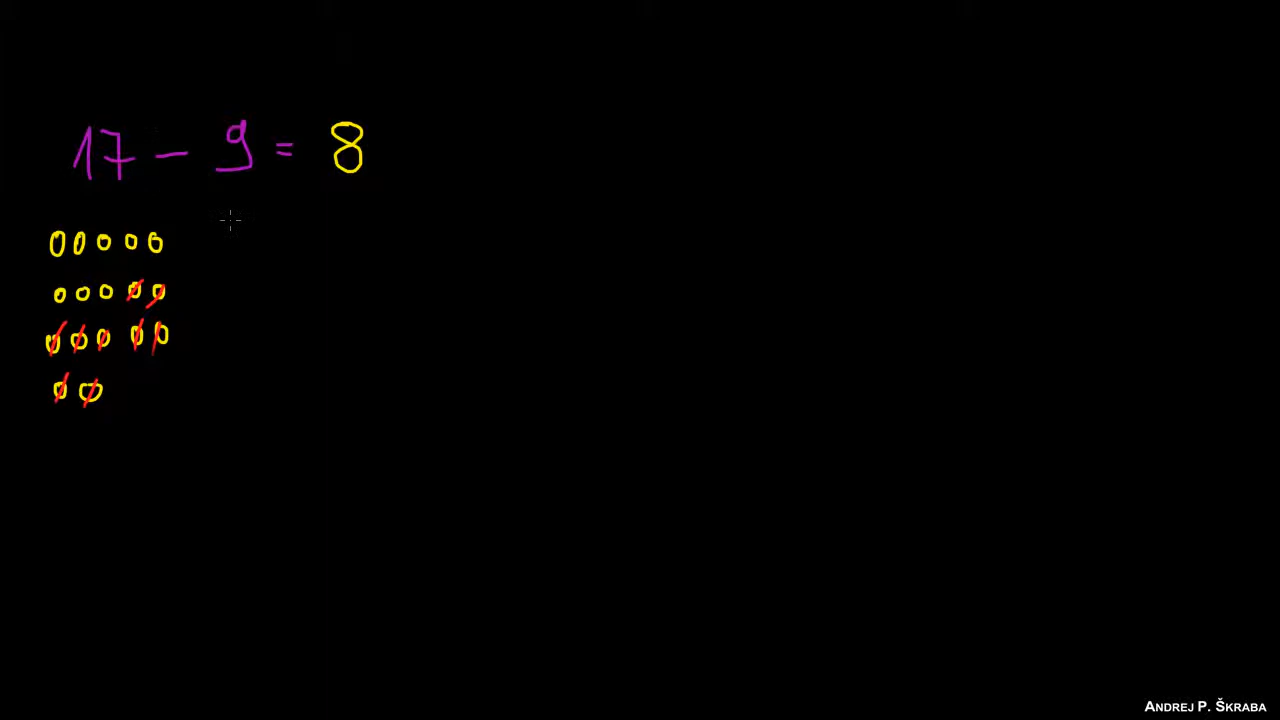 17 - 9 = 8
ANDREJ P. ŠKRABA